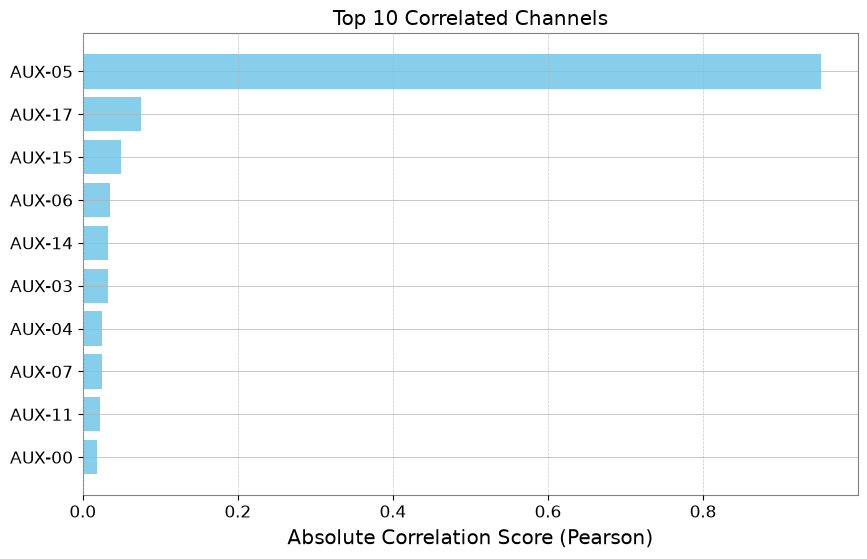 Top 10 Correlated Channels
AUX-05
AUX-17
AUX-15
AUX-06
AUX-14
AUX-03
AUX-04
AUX-07
AUX-11
AUX-00
0.0 0.2 0.4 0.6 0.8
Absolute Correlation Score (Pearson)